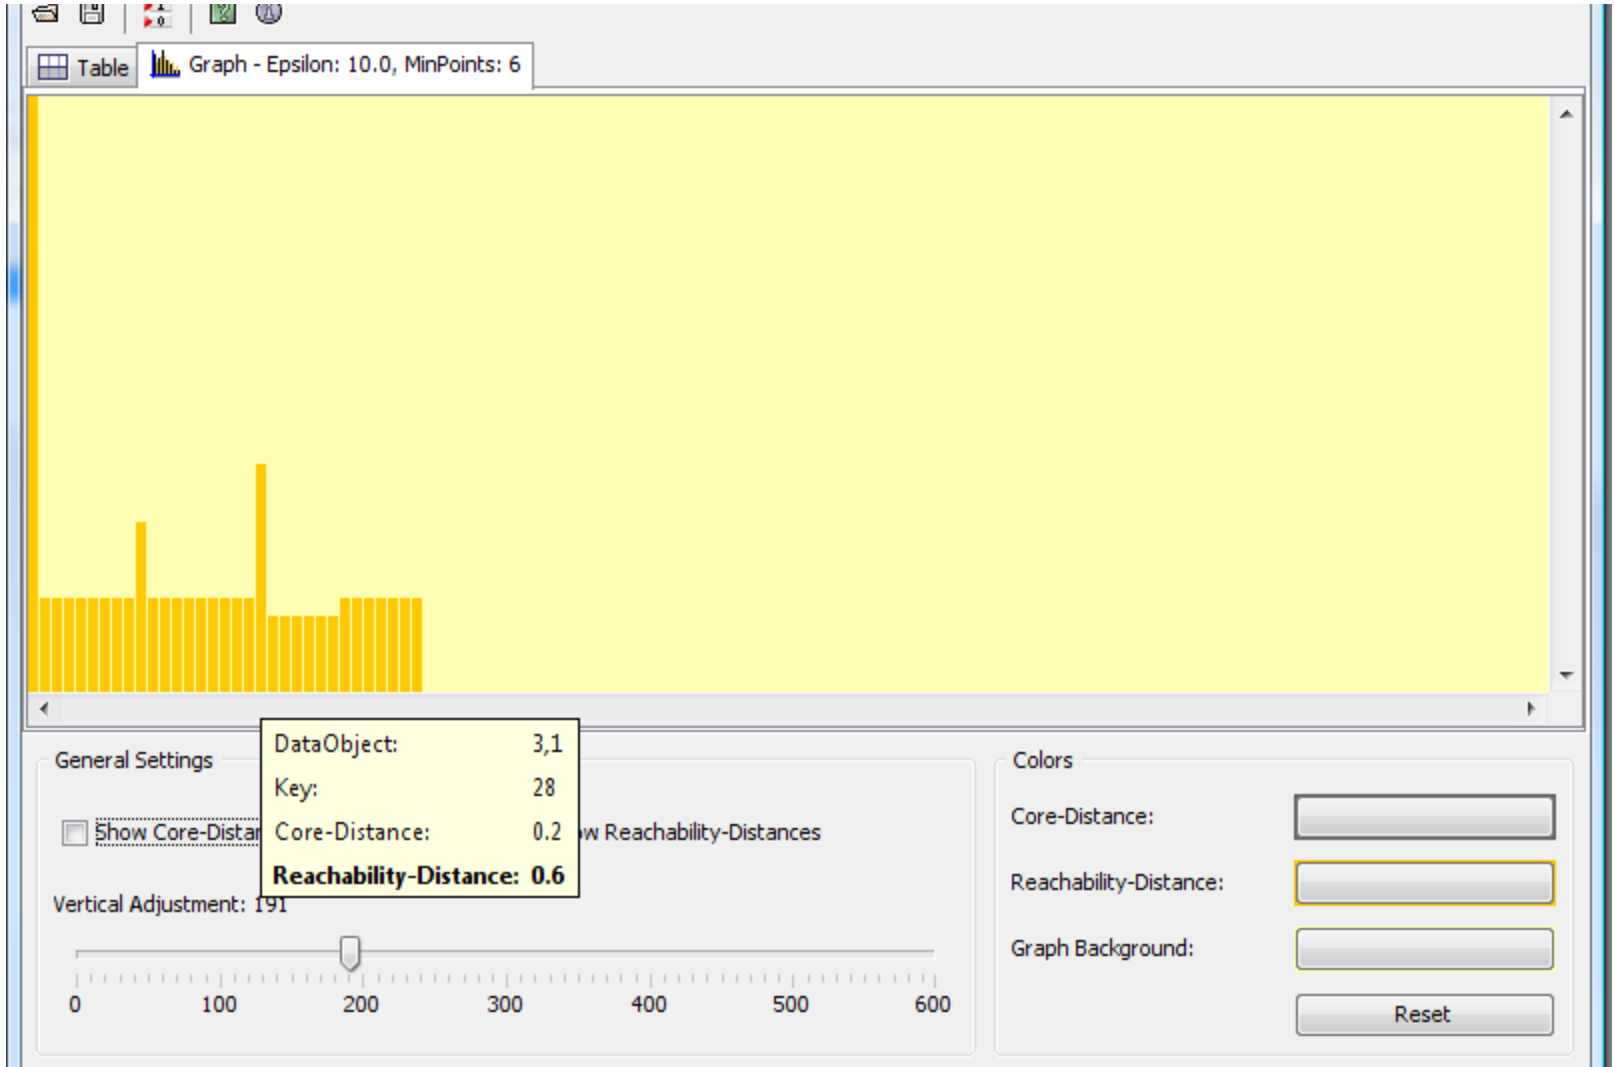 Table
Graph - Epsilon: 10.0, MinPoints: 6
General Settings
Show Core-Distan
w Reachability-Distances
DataObject: 3,1
Key: 28
Core-Distance: 0.2
Reachability-Distance: 0.6
Vertical Adjustment: 191
0 100 200 300 400 500 600
Colors
Core-Distance:
Reachability-Distance:
Graph Background:
Reset